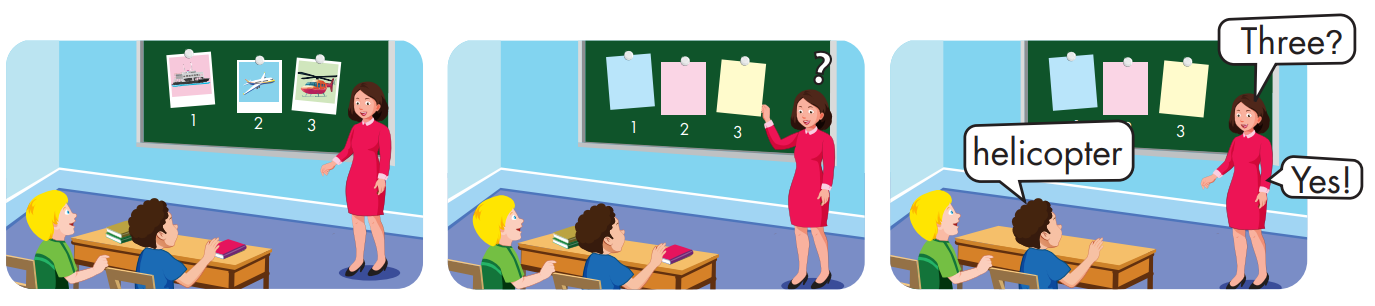 1 2 3
?
1 2 3
Three?
3
helicopter
Yes!